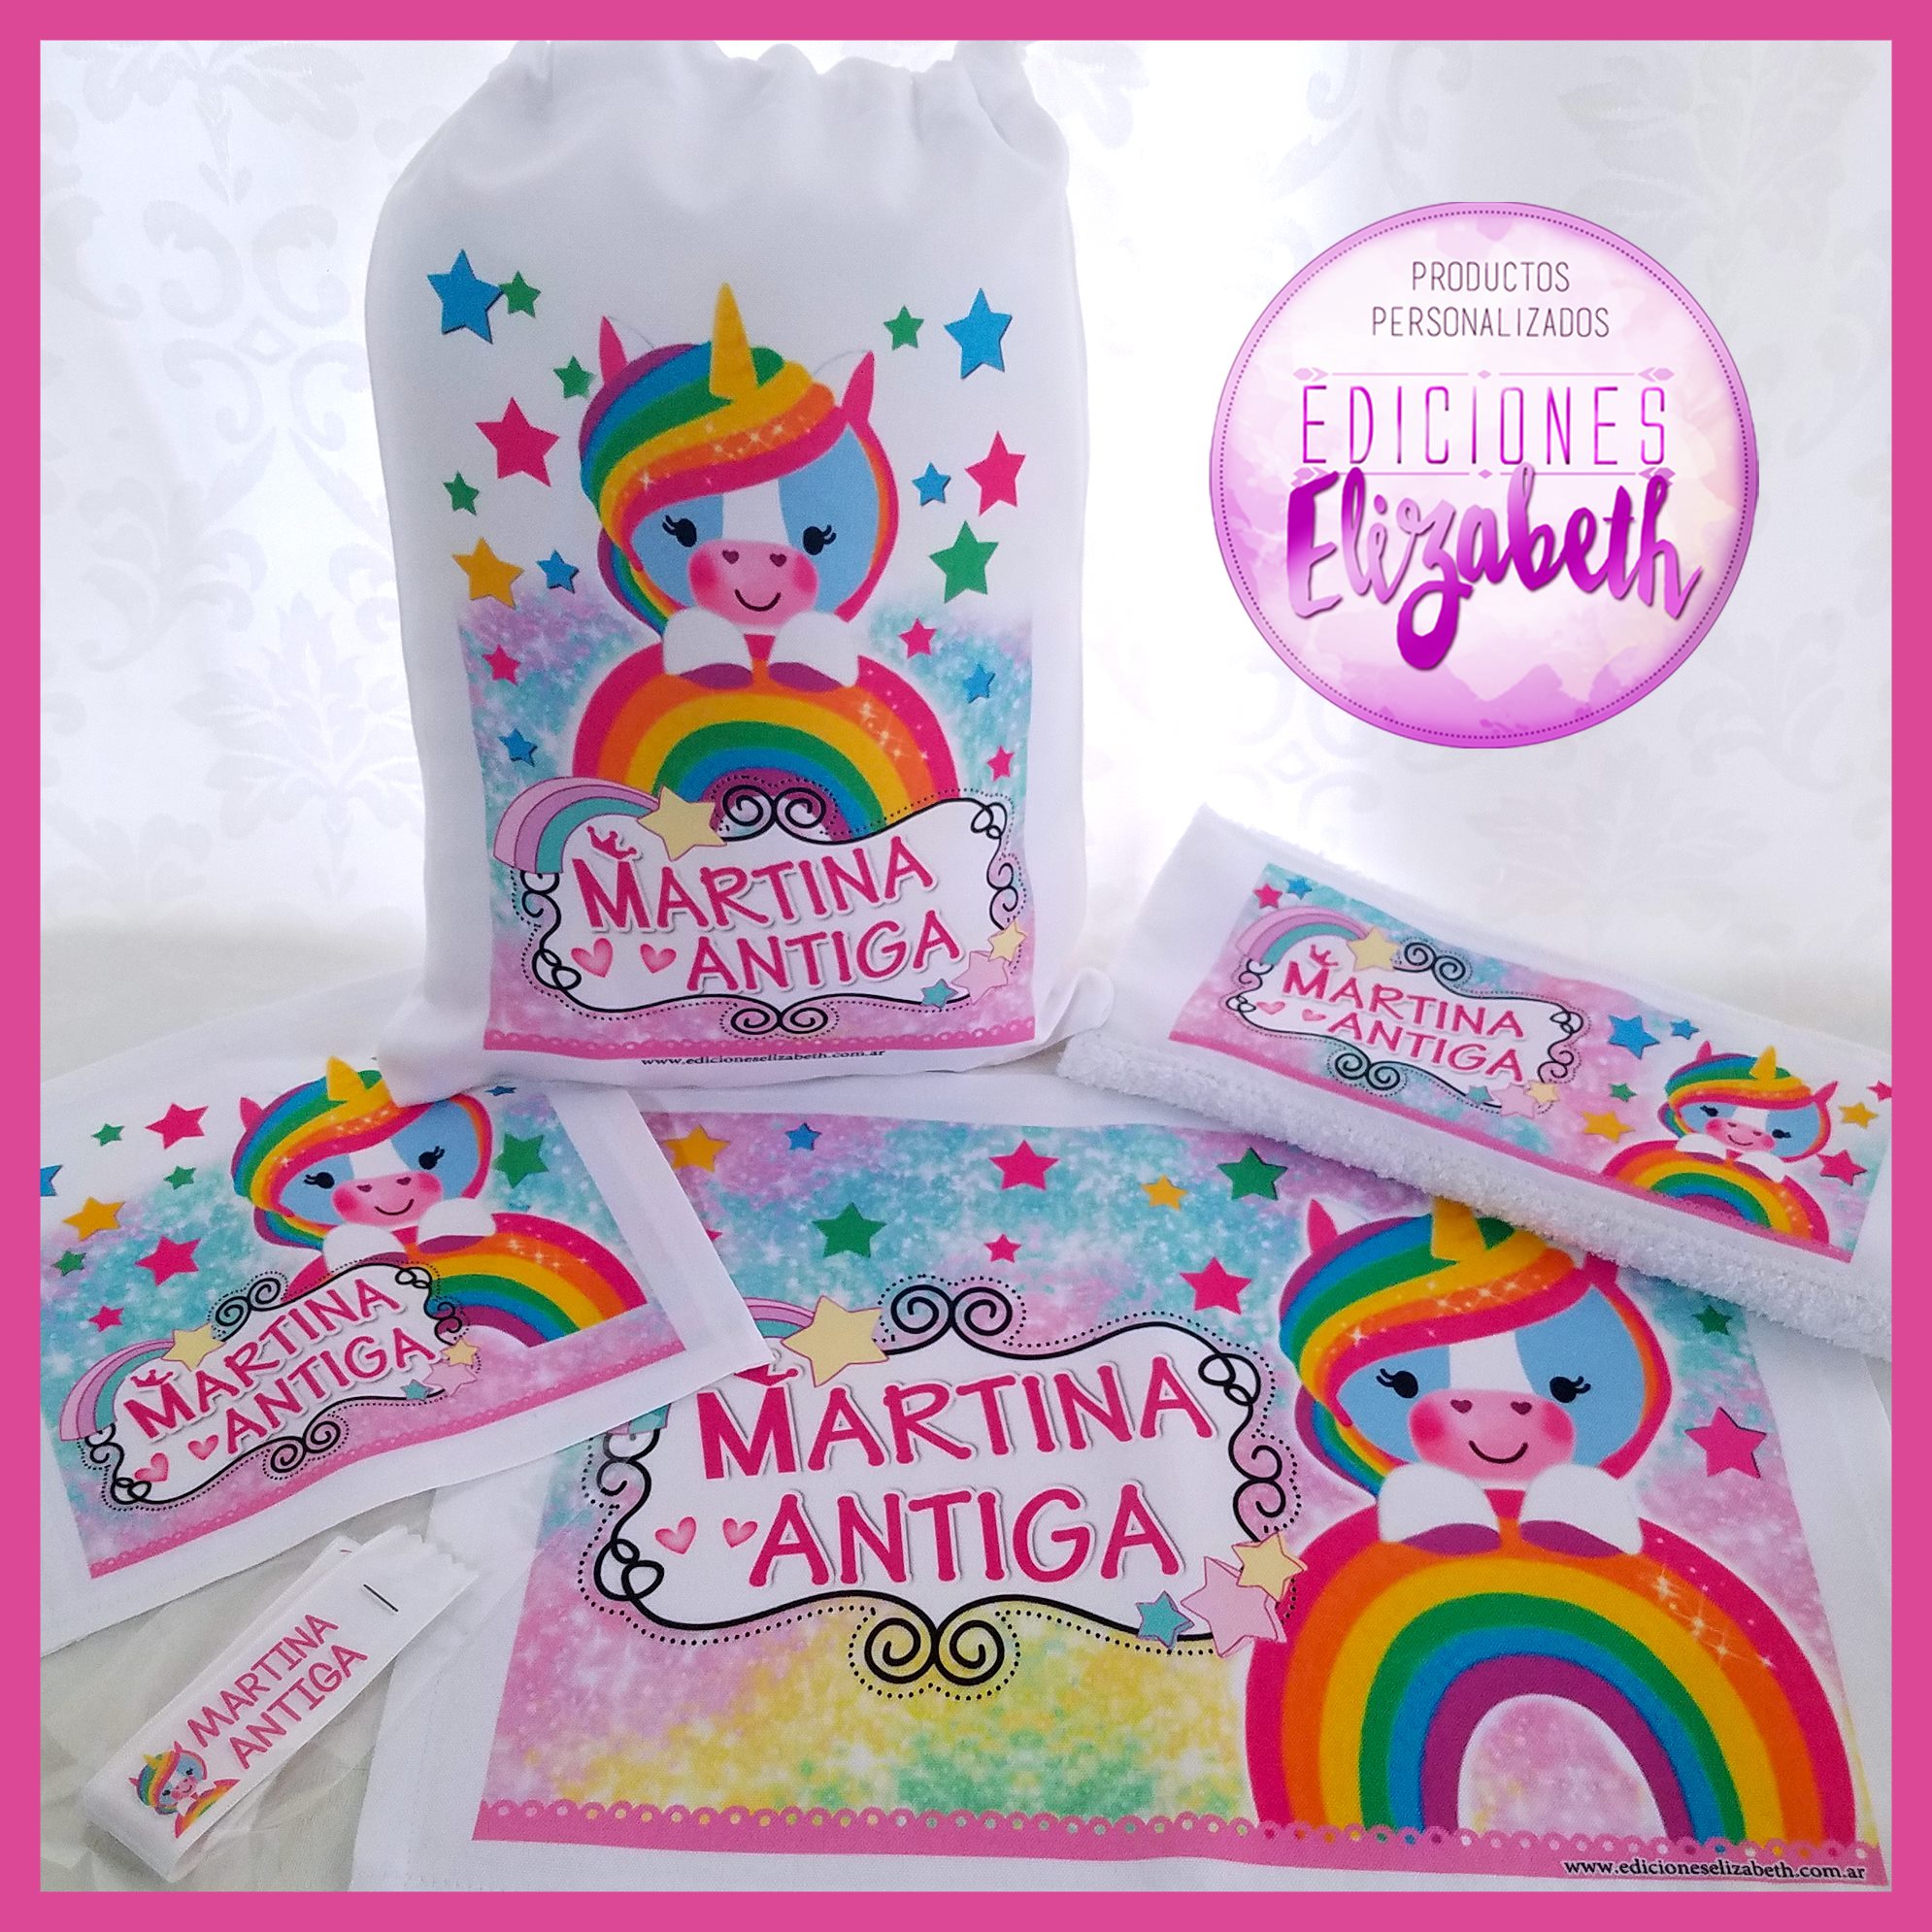 PRODUCTOS
PERSONALIZADOS
EDICIONES
Elizabeth
MARTINA
ANTIGA
www.edicioneselizabeth.com.ar
MARTINA
ANTIGA
MARTINA
ANTIGA
MARTINA
ANTIGA
MARTINA
ANTIGA
www.edicioneselizabeth.com.ar